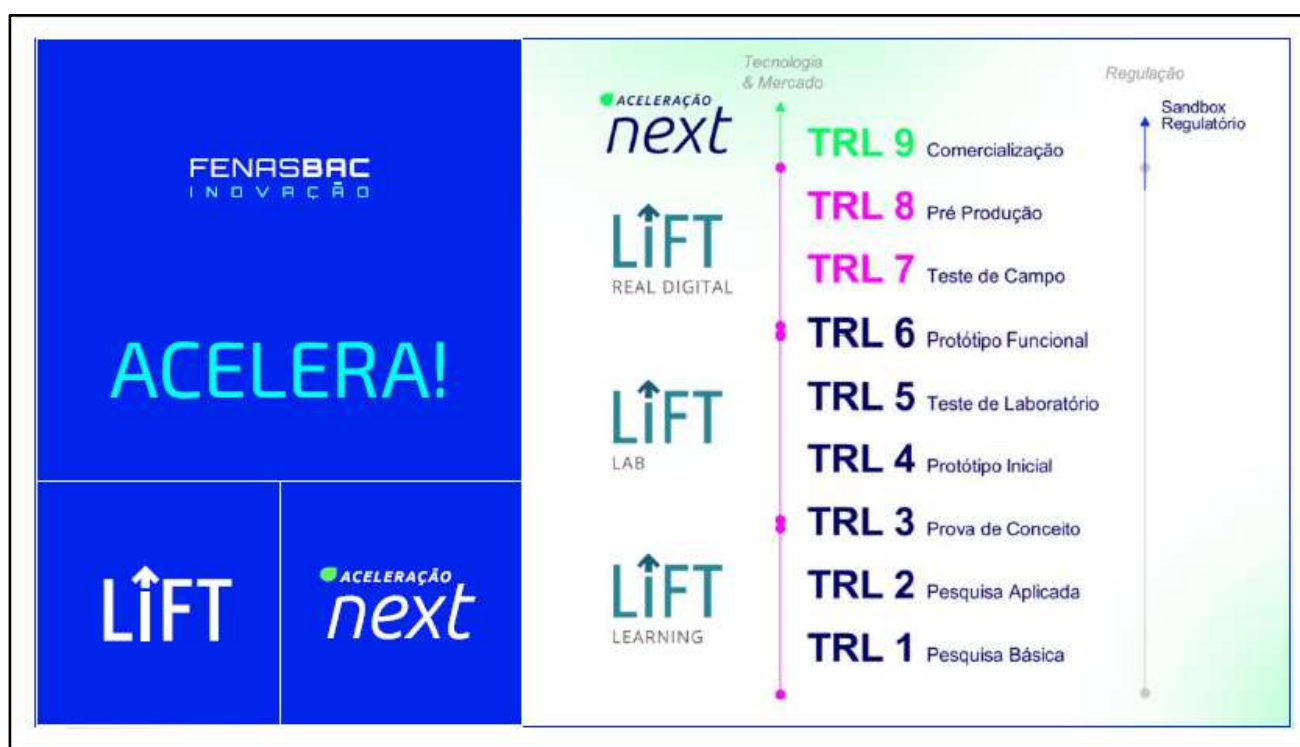 FENASBAC
INOVAÇÃO
ACELERA!
LIFT
ACELERAÇÃO
next
Tecnologia
& Mercado
Regulação
ACELERAÇÃO
next
Sandbox
Regulatório
TRL 9 Comercialização
TRL 8 Pré Produção
LIFT
REAL DIGITAL
TRL 7 Teste de Campo
TRL 6 Protótipo Funcional
LIFT
LAB
TRL 5 Teste de Laboratório
TRL 4 Protótipo Inicial
TRL 3 Prova de Conceito
LIFT
LEARNING
TRL 2 Pesquisa Aplicada
TRL 1 Pesquisa Básica